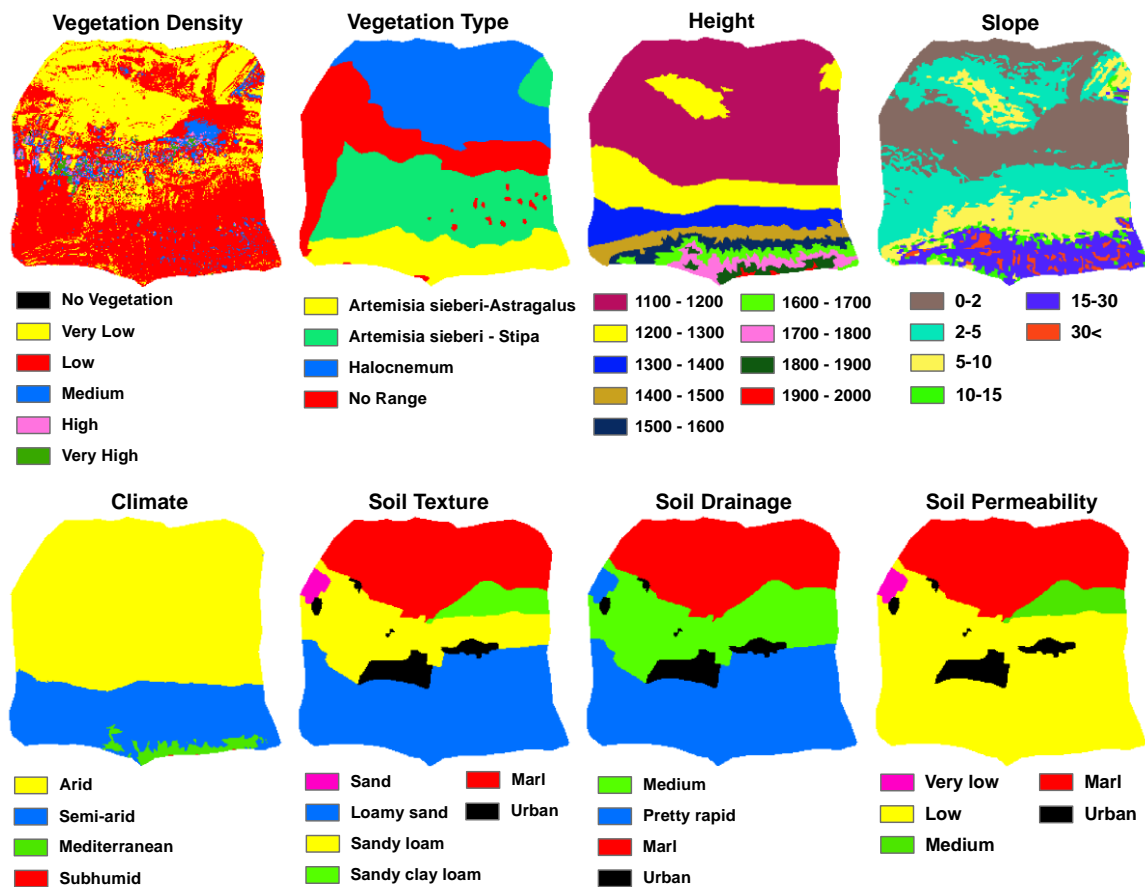 Vegetation Density
Vegetation Type
Height
Slope
No Vegetation
Very Low
Low
Medium
High
Very High
Artemisia sieberi-Astragalus
Artemisia sieberi - Stipa
Halocnemum
No Range
1100 - 1200
1200 - 1300
1300 - 1400
1400 - 1500
1500 - 1600
1600 - 1700
1700 - 1800
1800 - 1900
1900 - 2000
0-2
2-5
5-10
10-15
15-30
30<
Climate
Soil Texture
Soil Drainage
Soil Permeability
Arid
Semi-arid
Mediterranean
Subhumid
Sand
Loamy sand
Sandy loam
Sandy clay loam
Marl
Urban
Medium
Pretty rapid
Marl
Urban
Very low
Low
Medium
Marl
Urban